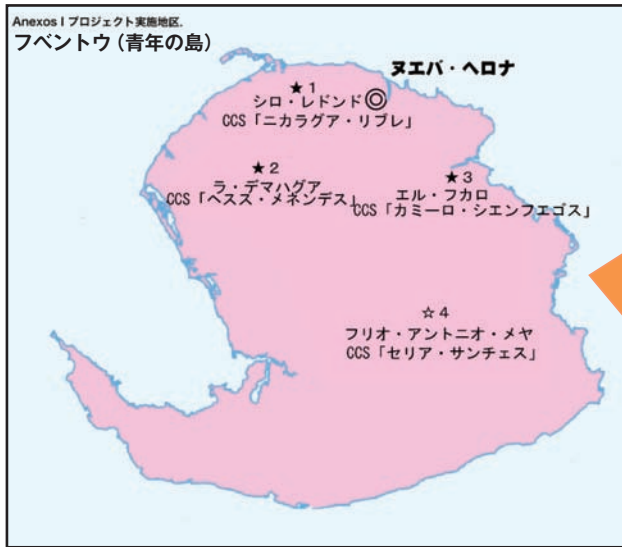 Anexos I プロジェクト実施地区.
フベントウ (青年の島)
ヌエバ・ヘロナ
★1
シロ・レドンド◎
CCS「ニカラグア・リブレ」
★2
ラ・デマハグア
CCS「ヘスス・メネンデス」
★3
エル・フカロ
CCS「カミーロ・シエンフエゴス」
☆4
フリオ・アントニオ・メヤ
CCS「セリア・サンチェス」